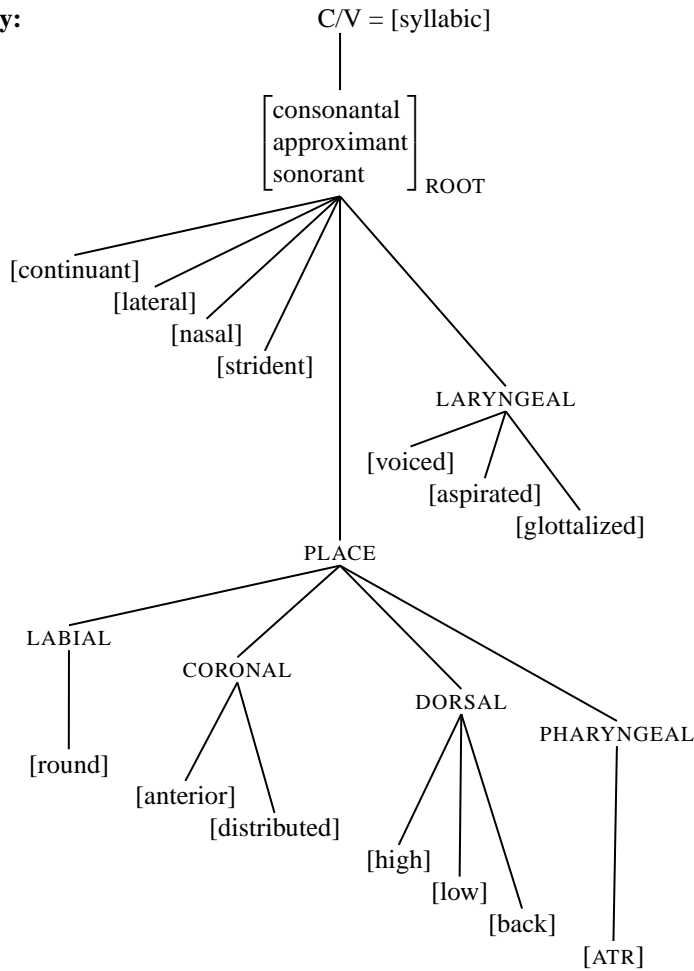 y:
C/V = [syllabic]
consonantal
approximant
sonorant
ROOT
[continuant]
[lateral]
[nasal]
[strident]
LARYNGEAL
[voiced]
[aspirated]
[glottalized]
PLACE
LABIAL
CORONAL
DORSAL
PHARYNGEAL
[round]
[anterior]
[distributed]
[high]
[low]
[back]
[ATR]